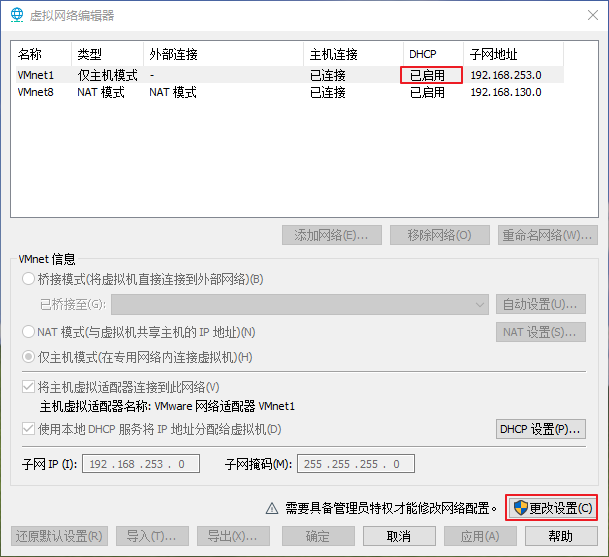 虚拟网络编辑器
名称 类型 外部连接 主机连接 DHCP 子网地址
VMnet1 仅主机模式 - 已连接 已启用 192.168.253.0
VMnet8 NAT 模式 NAT 模式 已连接 已启用 192.168.130.0
添加网络(E)... 移除网络(O) 重命名网络(W)...
VMnet 信息
桥接模式(将虚拟机直接连接到外部网络)(B)
已桥接至(G): 自动设置(U)...
NAT 模式(与虚拟机共享主机的 IP 地址)(N) NAT 设置(S)...
仅主机模式(在专用网络内连接虚拟机)(H)
将主机虚拟适配器连接到此网络(V)
主机虚拟适配器名称: VMware 网络适配器 VMnet1
使用本地 DHCP 服务将 IP 地址分配给虚拟机(D) DHCP 设置(P)...
子网 IP (I): 192 .168 .253 . 0 子网掩码(M): 255 .255 .255 . 0
需要具备管理员特权才能修改网络配置。 更改设置(C)
还原默认设置(R) 导入(T)... 导出(X)... 确定 取消 应用(A) 帮助